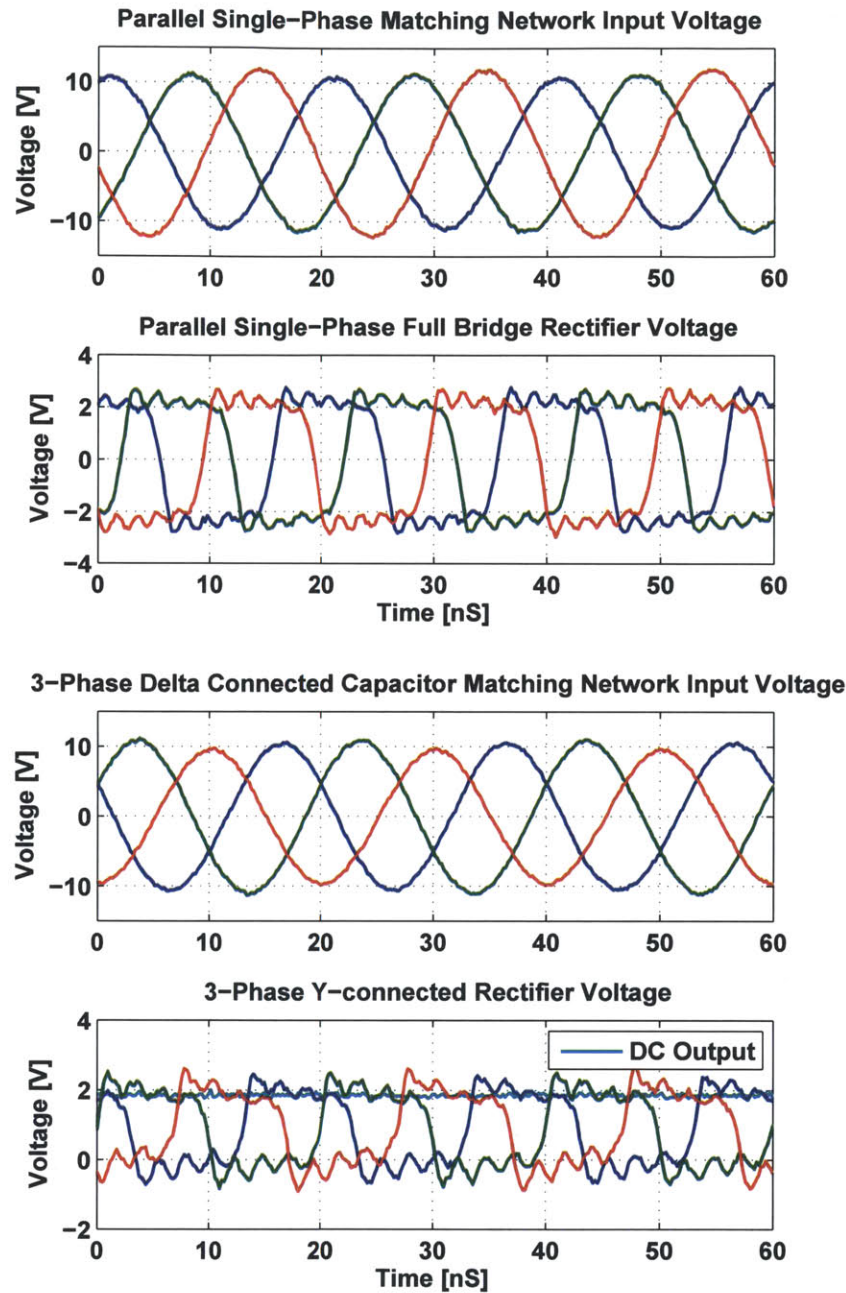 Parallel Single−Phase Matching Network Input Voltage
Voltage [V]
10
0
−10
0 10 20 30 40 50 60
Parallel Single−Phase Full Bridge Rectifier Voltage
Voltage [V]
4
2
0
−2
−4
0 10 20 30 40 50 60
Time [nS]
3−Phase Delta Connected Capacitor Matching Network Input Voltage
Voltage [V]
10
0
−10
0 10 20 30 40 50 60
3−Phase Y−connected Rectifier Voltage
Voltage [V]
4
2
0
−2
DC Output
0 10 20 30 40 50 60
Time [nS]